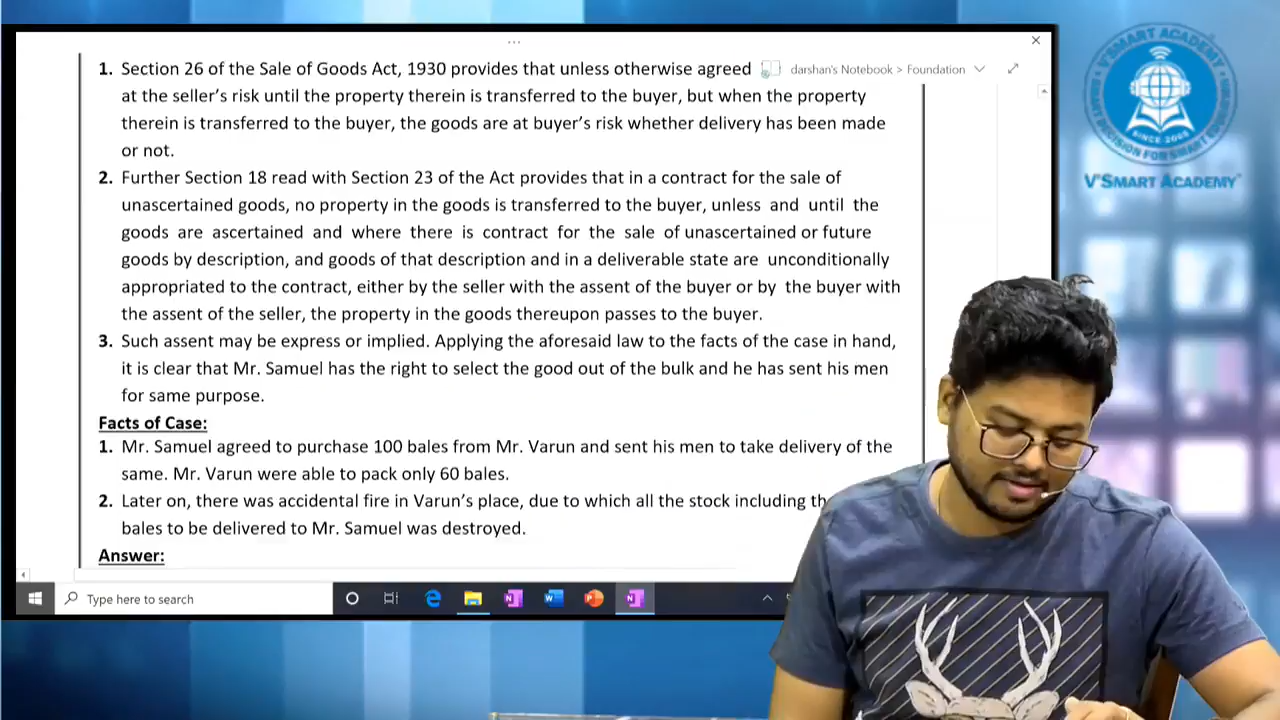 1. Section 26 of the Sale of Goods Act, 1930 provides that unless otherwise agreed
darshan's Notebook > Foundation
at the seller's risk until the property therein is transferred to the buyer, but when the property
therein is transferred to the buyer, the goods are at buyer's risk whether delivery has been made
or not.
2. Further Section 18 read with Section 23 of the Act provides that in a contract for the sale of
unascertained goods, no property in the goods is transferred to the buyer, unless and until the
goods are ascertained and where there is contract for the sale of unascertained or future
goods by description, and goods of that description and in a deliverable state are unconditionally
appropriated to the contract, either by the seller with the assent of the buyer or by the buyer with
the assent of the seller, the property in the goods thereupon passes to the buyer.
3. Such assent may be express or implied. Applying the aforesaid law to the facts of the case in hand,
it is clear that Mr. Samuel has the right to select the good out of the bulk and he has sent his men
for same purpose.
Facts of Case:
1. Mr. Samuel agreed to purchase 100 bales from Mr. Varun and sent his men to take delivery of the
same. Mr. Varun were able to pack only 60 bales.
2. Later on, there was accidental fire in Varun's place, due to which all the stock including
bales to be delivered to Mr. Samuel was destroyed.
Answer:
Type here to search
V'SMART ACADEMY
SINCE 2005
V'SMART ACADEMY